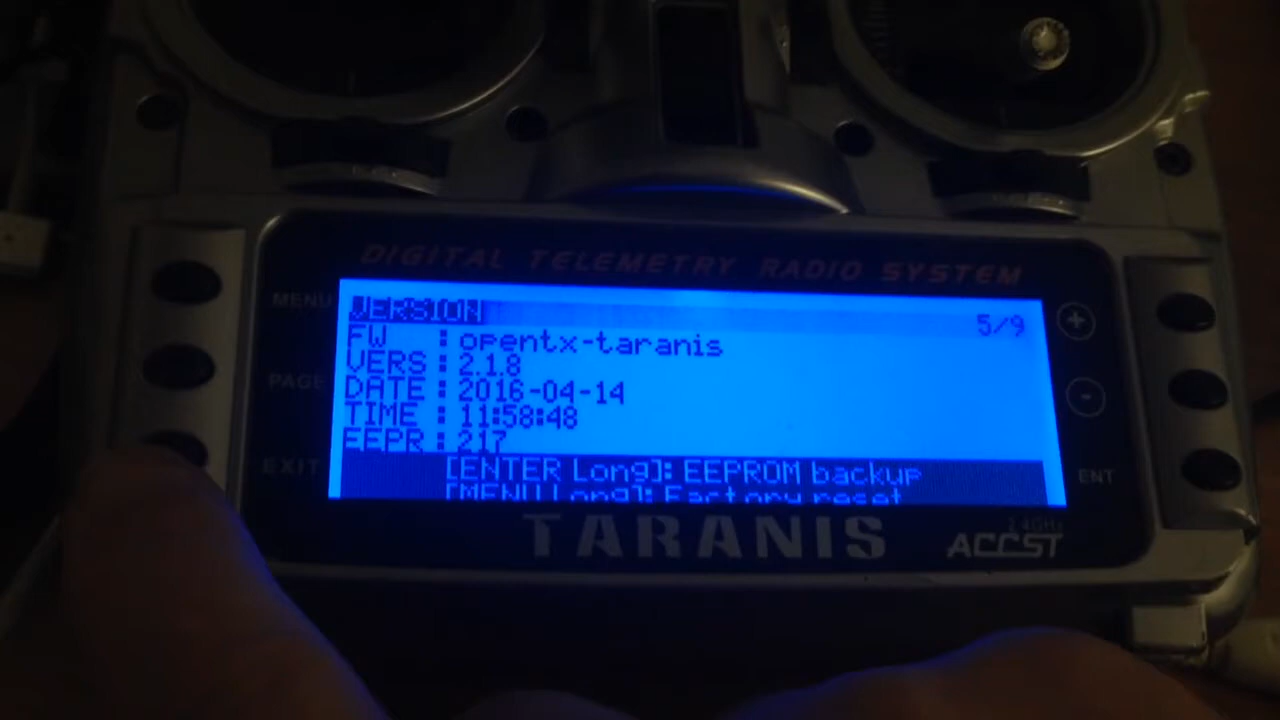 DIGITAL TELEMETRY RADIO SYSTEM
MENU
VERSION 5/9
FW : opentx-taranis
VERS : 2.1.8
DATE : 2016-04-14
TIME : 11:58:48
EEPR : 217
[ENTER Long]: EEPROM backup
[MENU Long]: Factory reset
PAGE
EXIT
+
-
ENT
TARANIS
2.4GHz
ACCST